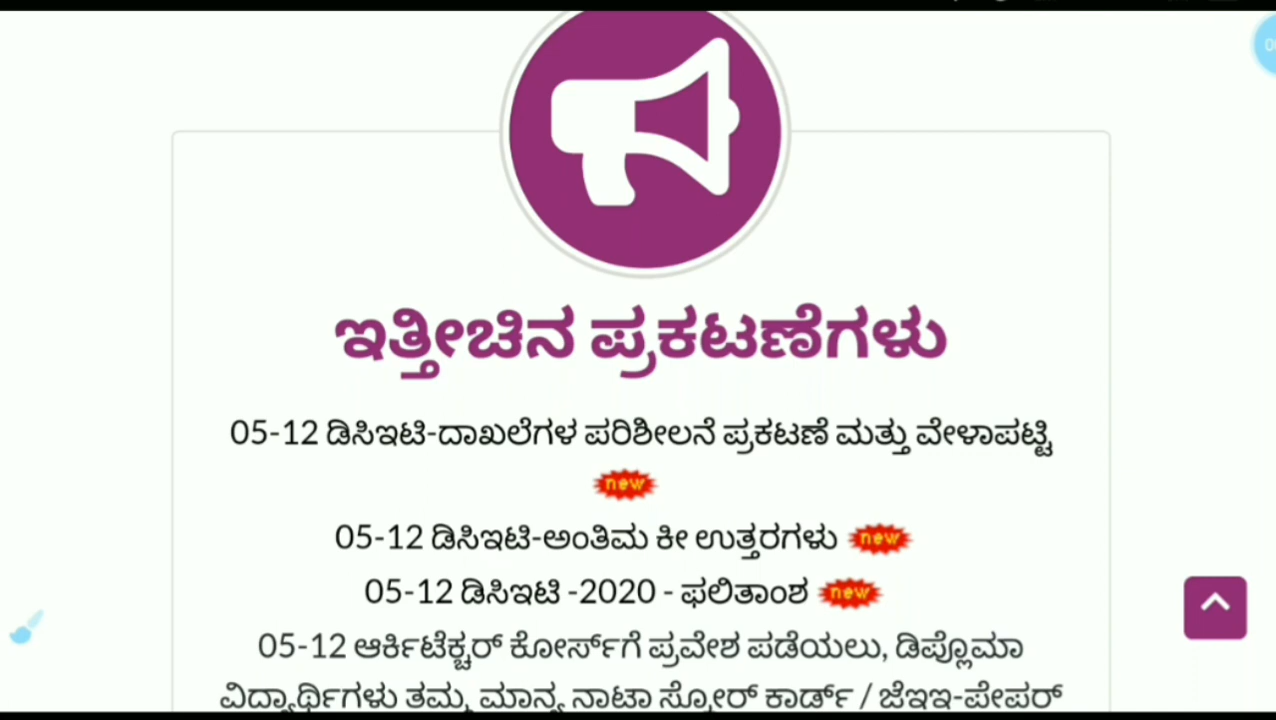 ಇತ್ತೀಚಿನ ಪ್ರಕಟಣೆಗಳು
05-12 ಡಿಸಿಇಟಿ-ದಾಖಲೆಗಳ ಪರಿಶೀಲನೆ ಪ್ರಕಟಣೆ ಮತ್ತು ವೇಳಾಪಟ್ಟಿ
new
05-12 ಡಿಸಿಇಟಿ-ಅಂತಿಮ ಕೀ ಉತ್ತರಗಳು new
05-12 ಡಿಸಿಇಟಿ -2020 - ಫಲಿತಾಂಶ new
05-12 ಆರ್ಕಿಟೆಕ್ಚರ್ ಕೋರ್ಸ್‌ಗೆ ಪ್ರವೇಶ ಪಡೆಯಲು, ಡಿಪ್ಲೊಮಾ
ವಿದ್ಯಾರ್ಥಿಗಳು ತಮ್ಮ ಮಾನ್ಯ ನಾಟಾ ಸ್ಕೋರ್ ಕಾರ್ಡ್ / ಜೆಇಇ-ಪೇಪರ್